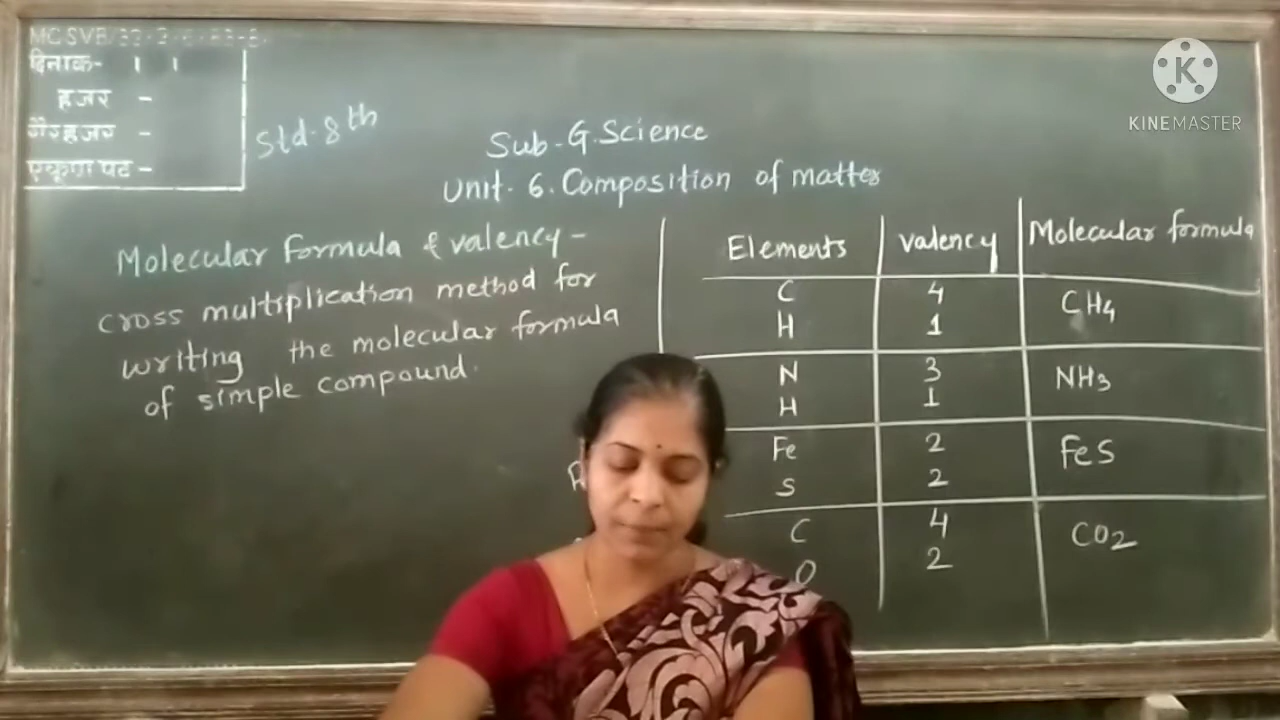 दिनांक-
हजर -
गैरहजर -
एकूण पट -
Std. 8th
Sub - G. Science
Unit. 6. Composition of matter
Molecular formula & valency -
cross multiplication method for
writing the molecular formula
of simple compound.
Elements valency Molecular formula
C 4 CH4
H 1
N 3 NH3
H 1
Fe 2 FeS
S 2
C 4 CO2
O 2
K
KINEMASTER